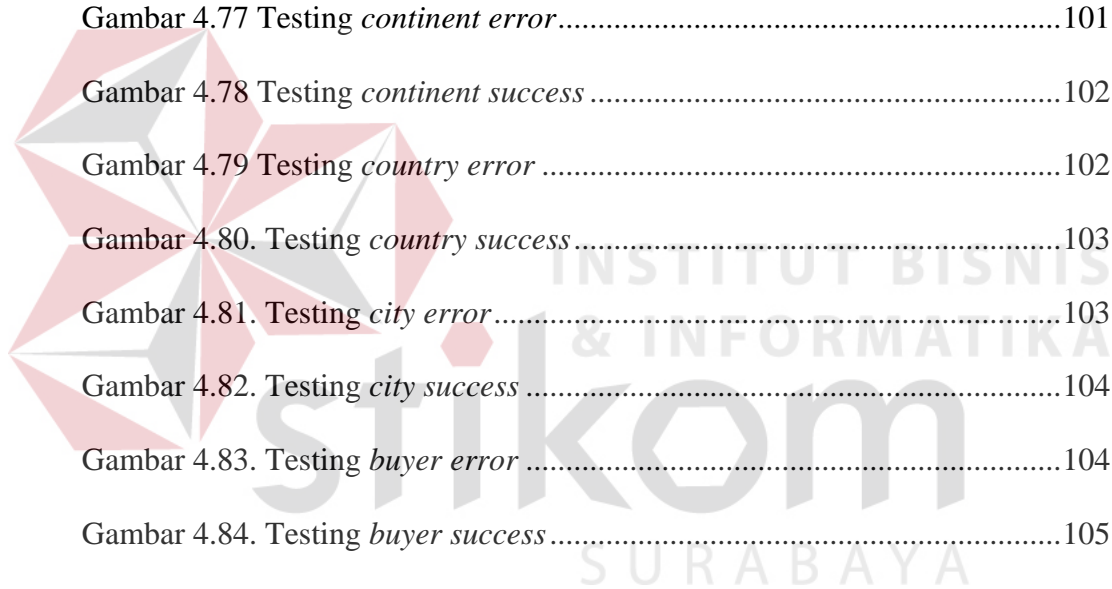 Gambar 4.77 Testing continent error....................................................................101
Gambar 4.78 Testing continent success................................................................102
Gambar 4.79 Testing country error......................................................................102
Gambar 4.80. Testing country success..................................................................103
INSTITUT BISNIS
Gambar 4.81. Testing city error............................................................................103
& INFORMATIKA
Gambar 4.82. Testing city success........................................................................104
stikom
Gambar 4.83. Testing buyer error........................................................................104
Gambar 4.84. Testing buyer success.....................................................................105
SURABAYA